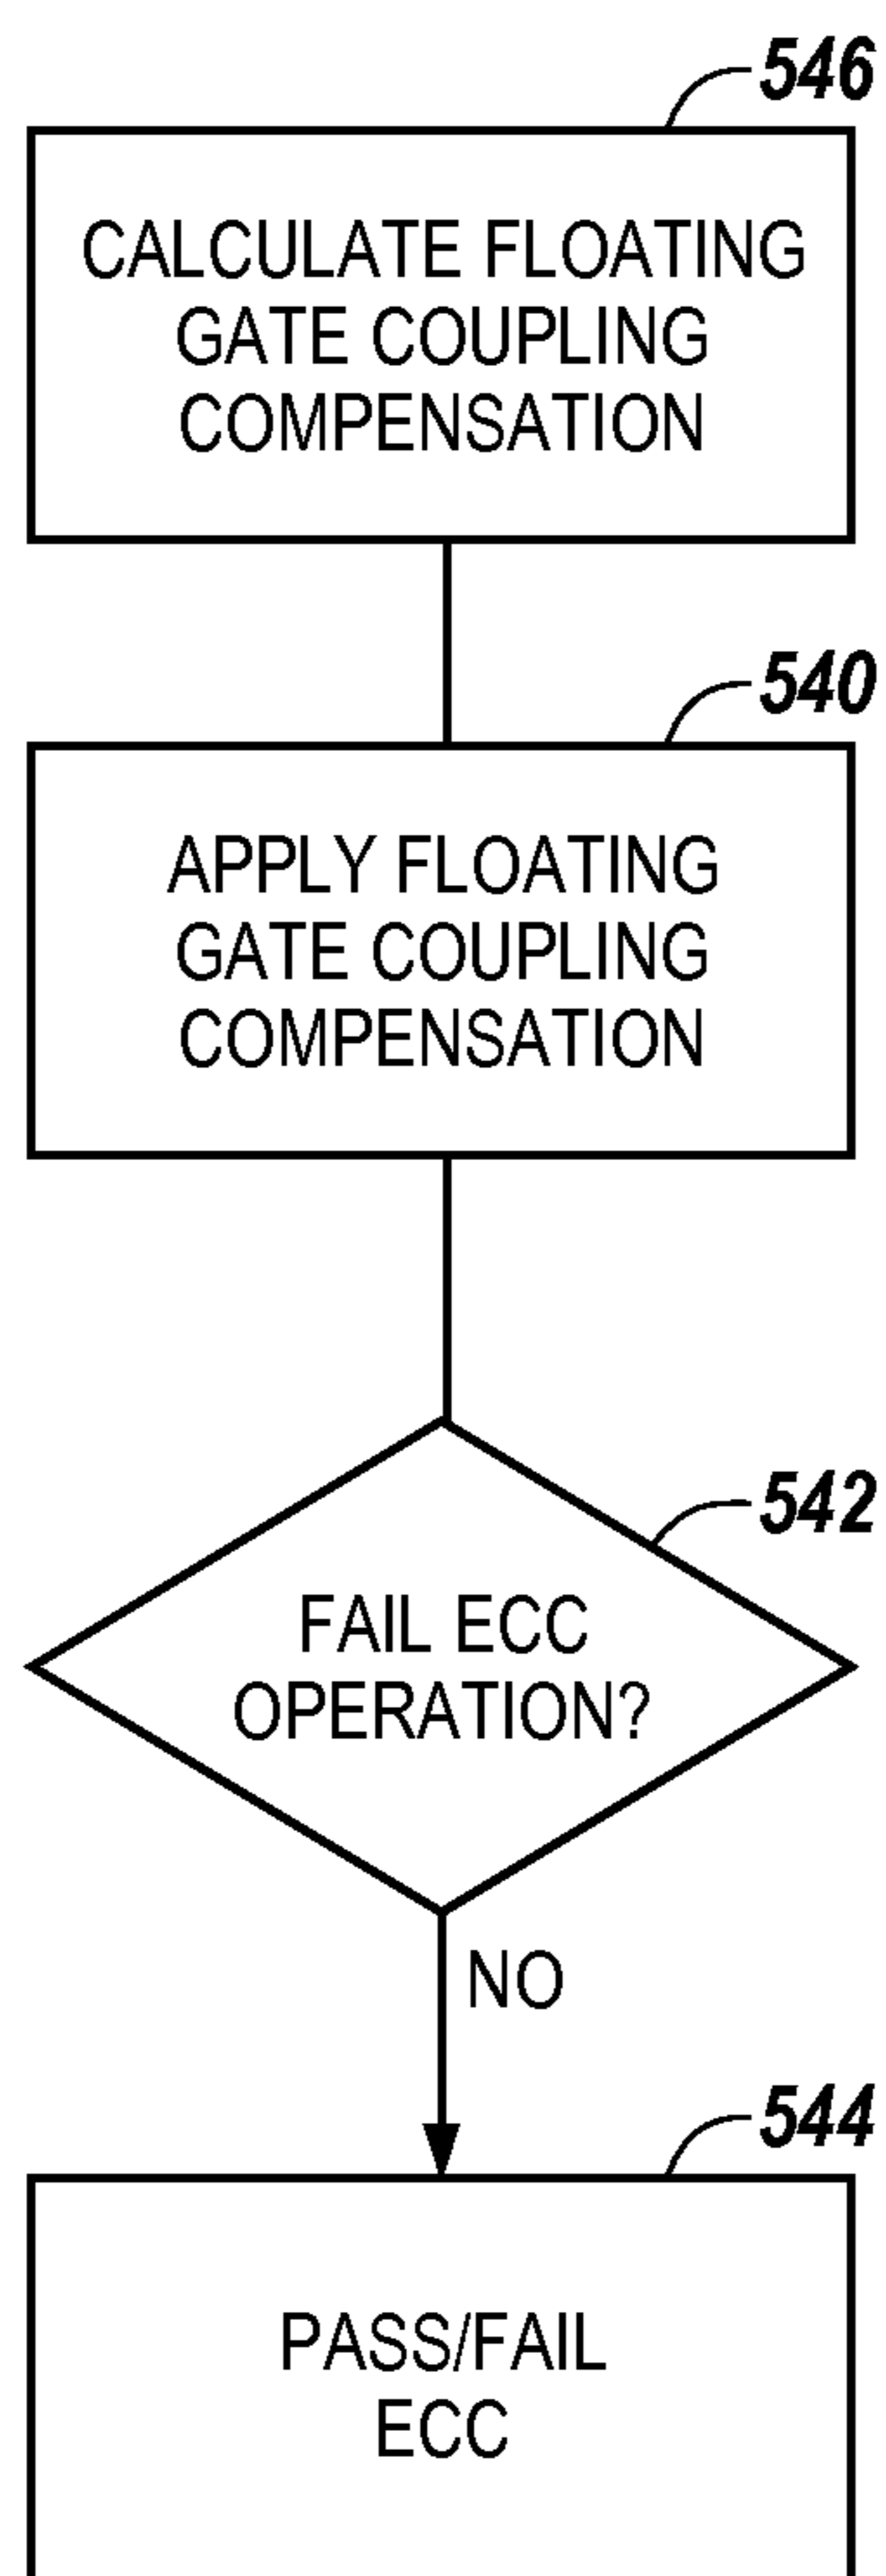 546
CALCULATE FLOATING
GATE COUPLING
COMPENSATION
540
APPLY FLOATING
GATE COUPLING
COMPENSATION
542
FAIL ECC
OPERATION?
NO
544
PASS/FAIL
ECC